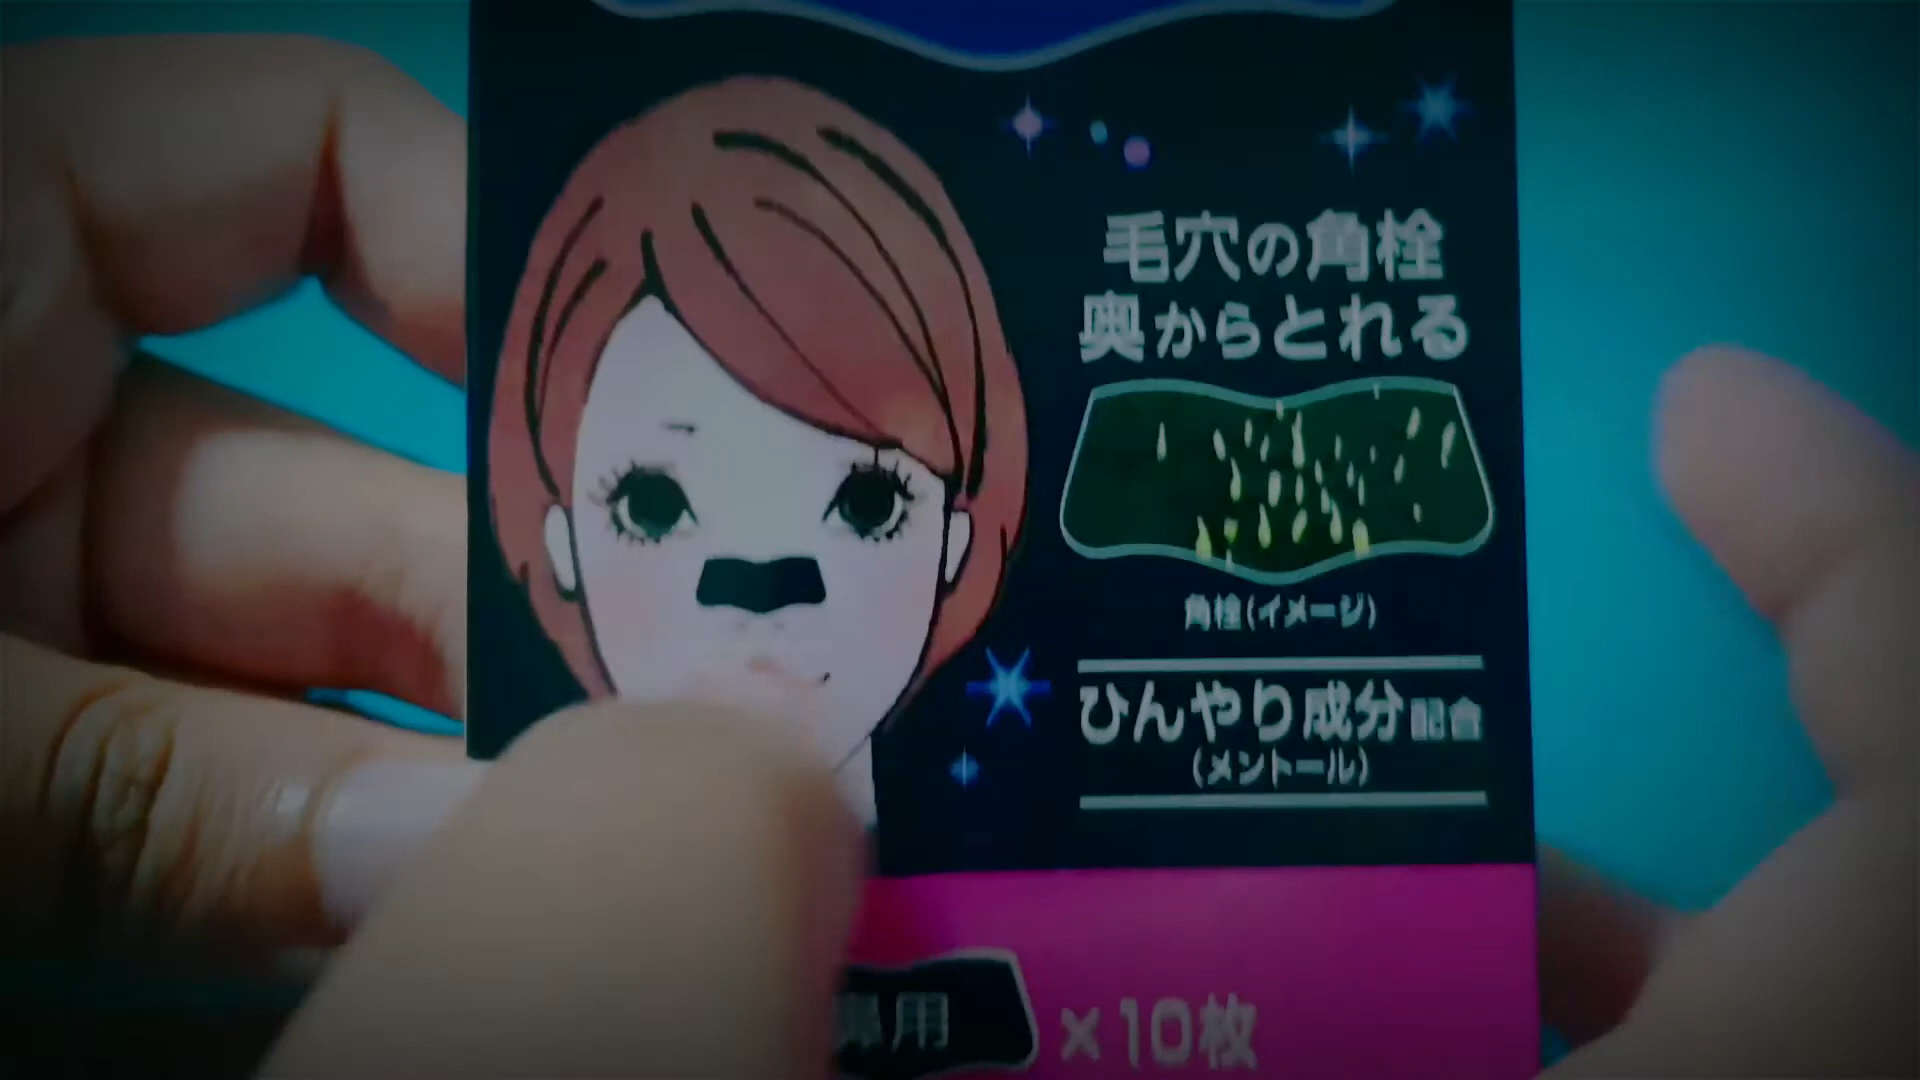 毛穴の角栓
奥からとれる
角栓(イメージ)
ひんやり成分配合
(メントール)
鼻用 ×10枚